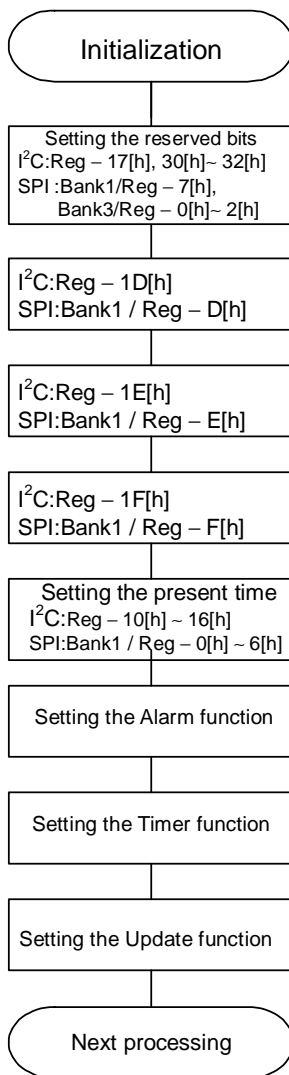 Initialization
Setting the reserved bits
I²C:Reg – 17[h], 30[h]~ 32[h]
SPI :Bank1/Reg – 7[h],
Bank3/Reg – 0[h]~ 2[h]
I²C:Reg – 1D[h]
SPI:Bank1 / Reg – D[h]
I²C:Reg – 1E[h]
SPI:Bank1 / Reg – E[h]
I²C:Reg – 1F[h]
SPI:Bank1 / Reg – F[h]
Setting the present time
I²C:Reg – 10[h] ~ 16[h]
SPI:Bank1 / Reg – 0[h] ~ 6[h]
Setting the Alarm function
Setting the Timer function
Setting the Update function
Next processing